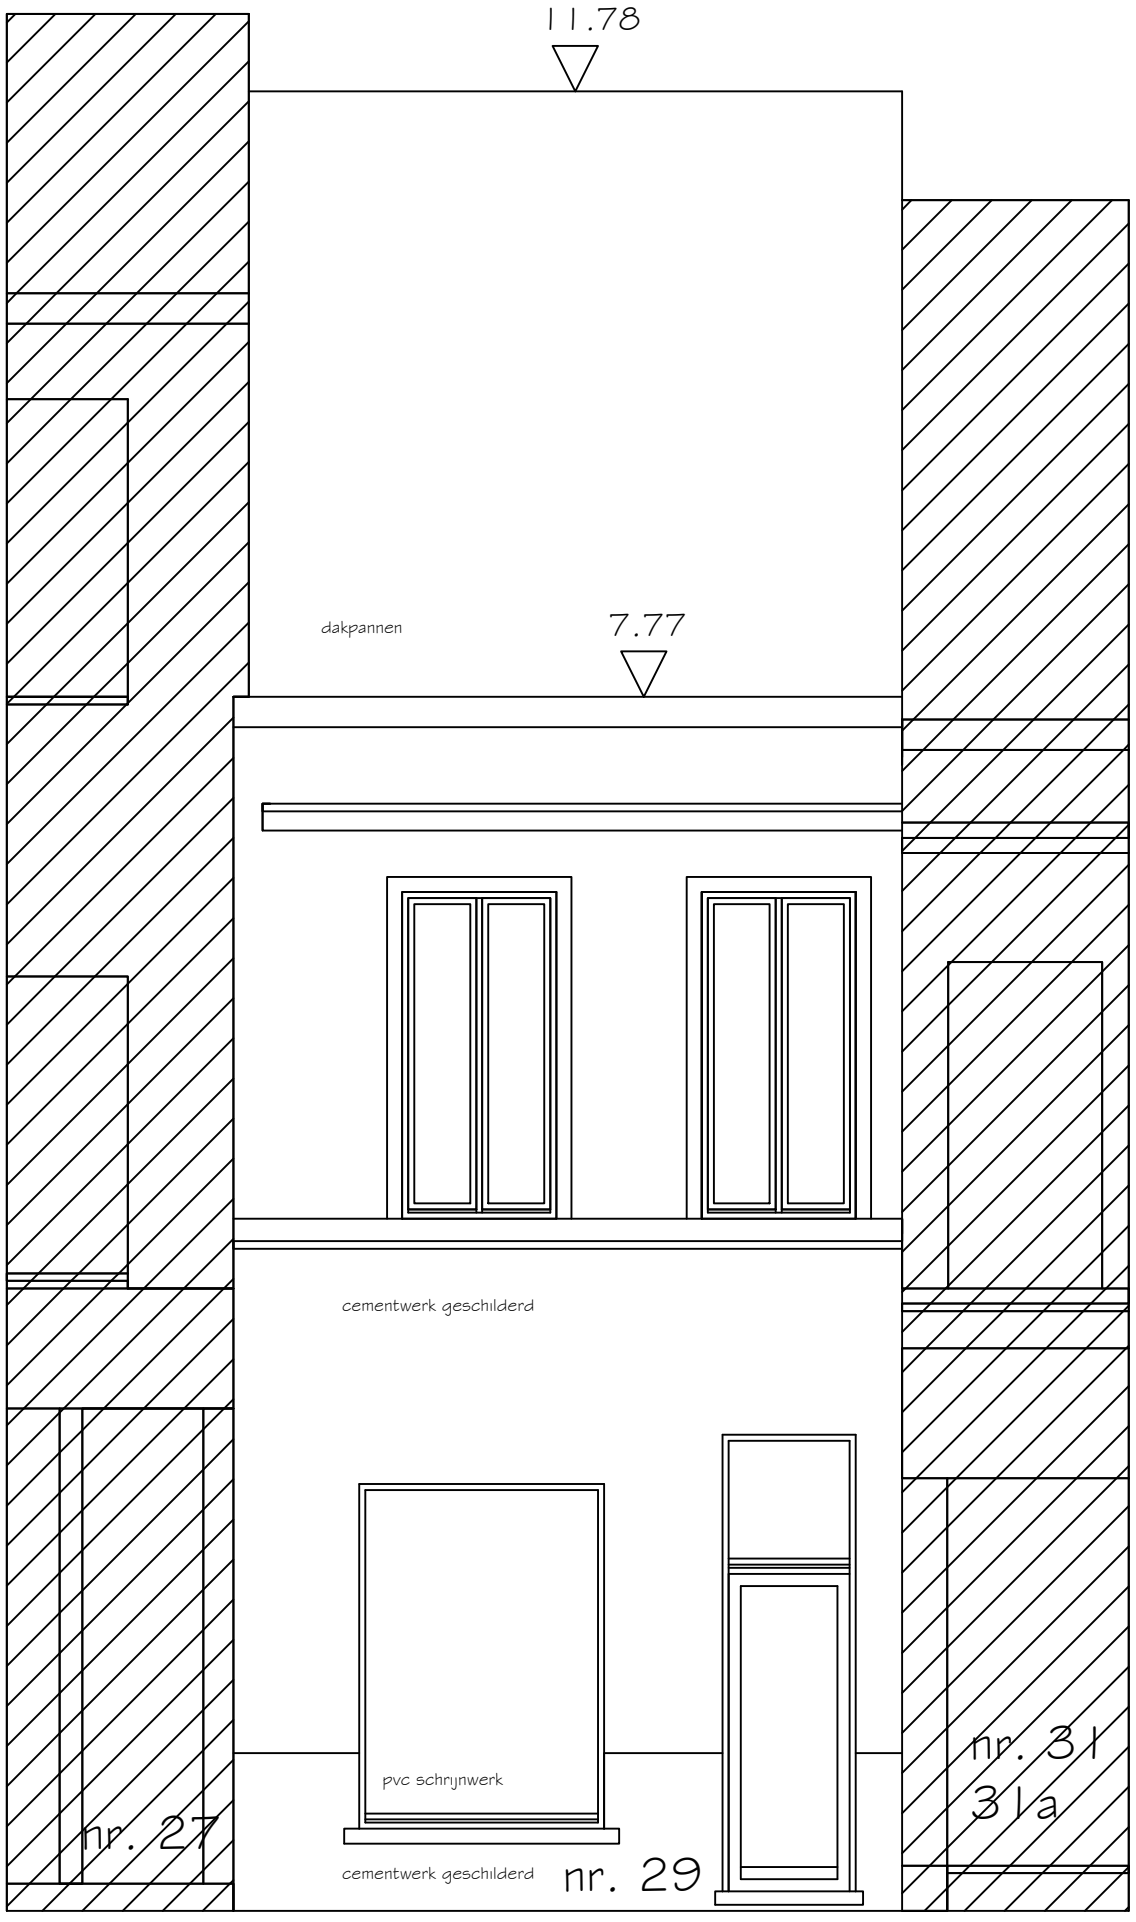 11.78
dakpannen
7.77
cementwerk geschilderd
nr. 31
31a
pvc schrijnwerk
nr. 27
cementwerk geschilderd
nr. 29